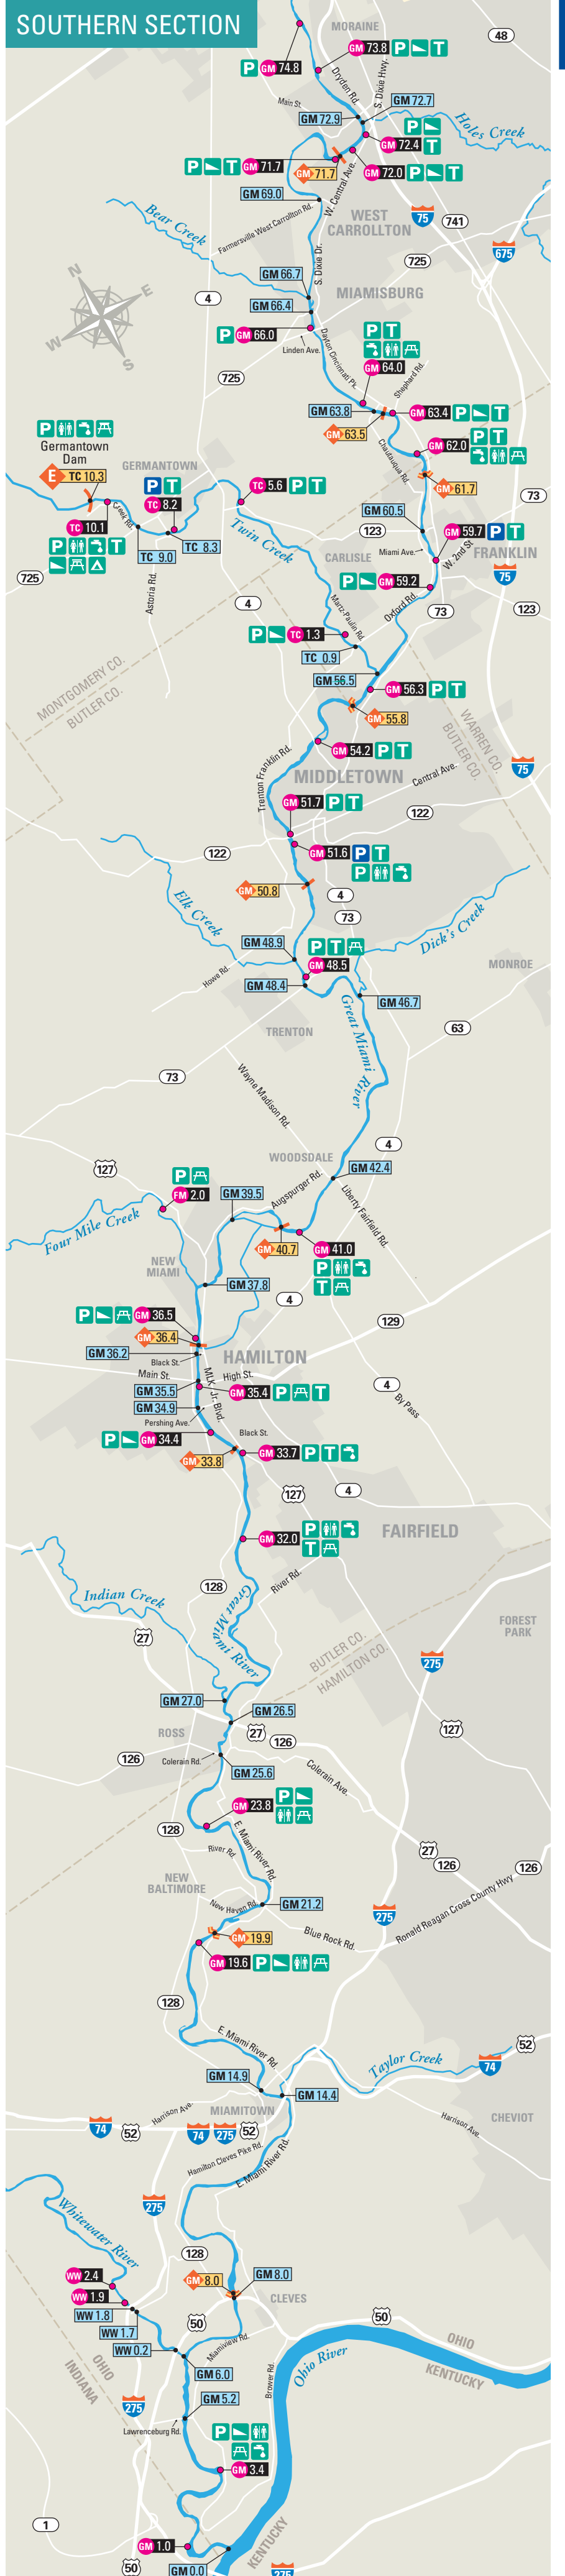 SOUTHERN SECTION
MORAINE
48
GM 73.8 P T
P GM 74.8
Dryden Rd.
S. Dixie Hwy.
Main St.
GM 72.7
GM 72.9
Holes Creek
P
GM 72.4 T
P T GM 71.7
GM 71.7
GM 72.0 P T
W. Central Ave.
GM 69.0
WEST
CARROLLTON
75
741
Bear Creek
Farmersville West Carrollton Rd.
S. Dixie Dr.
725
675
N
E
W
S
GM 66.7
4
GM 66.4
MIAMISBURG
P GM 66.0
Linden Ave.
Dayton Cincinnati Pk.
P T
GM 64.0
725
Shephard Rd.
GM 63.8
GM 63.4 P T
GM 63.5
P
Germantown
Dam
E TC 10.3
GERMANTOWN
P T
TC 8.2
Chautauqua Rd.
GM 62.0 P T
TC 5.6 P T
GM 61.7
73
TC 10.1
P T
Creek Rd.
TC 9.0
TC 8.3
Twin Creek
GM 60.5
123
Miami Ave.
GM 59.7 P T
W. 2nd St
FRANKLIN
725
Astoria Rd.
CARLISLE
75
P GM 59.2
4
Oxford Rd.
73
123
Martz-Paulin Rd.
P TC 1.3
TC 0.9
GM 56.5
MONTGOMERY CO.
BUTLER CO.
GM 56.3 P T
GM 55.8
WARREN CO.
BUTLER CO.
GM 54.2 P T
Trenton Franklin Rd.
MIDDLETOWN
Central Ave.
75
GM 51.7 P T
122
122
GM 51.6 P T
P
GM 50.8
4
73
Elk Creek
Dick's Creek
GM 48.9
P T
GM 48.5
MONROE
Howe Rd.
GM 48.4
GM 46.7
Great Miami River
TRENTON
63
73
Wayne Madison Rd.
4
127
WOODSDALE
GM 42.4
P
FM 2.0
GM 39.5
Augspurger Rd.
Liberty Fairfield Rd.
Four Mile Creek
GM 40.7
GM 41.0
P
T
NEW
MIAMI
GM 37.8
4
129
P GM 36.5
GM 36.4
GM 36.2
Black St.
HAMILTON
Main St.
High St.
GM 35.5
MLK, Jr. Blvd.
GM 35.4 P T
4
By Pass
GM 34.9
Pershing Ave.
P GM 34.4
Black St.
GM 33.8
GM 33.7 P T
127
4
GM 32.0 P
T
FAIRFIELD
128
River Rd.
Indian Creek
Great Miami River
27
FOREST
PARK
BUTLER CO.
HAMILTON CO.
275
GM 27.0
GM 26.5
ROSS
27
126
127
126
Colerain Rd.
GM 25.6
Colerain Ave.
GM 23.8 P
128
River Rd.
E. Miami River Rd.
27
126
126
NEW
BALTIMORE
New Haven Rd.
GM 21.2
275
Ronald Reagan Cross County Hwy
GM 19.9
Blue Rock Rd.
GM 19.6 P
128
E. Miami River Rd.
52
Taylor Creek
74
GM 14.9
GM 14.4
Harrison Ave.
MIAMITOWN
Harrison Ave.
CHEVIOT
74
52
74
275
52
Hamilton Cleves Pike Rd.
E. Miami River Rd.
Whitewater River
275
128
WW 2.4
GM 8.0
GM 8.0
WW 1.9
CLEVES
WW 1.8
50
50
WW 1.7
OHIO
KENTUCKY
WW 0.2
Miamiview Rd.
Ohio River
GM 6.0
Brower Rd.
OHIO
INDIANA
GM 5.2
275
Lawrenceburg Rd.
P
GM 3.4
1
GM 1.0
KENTUCKY
50
GM 0.0
275